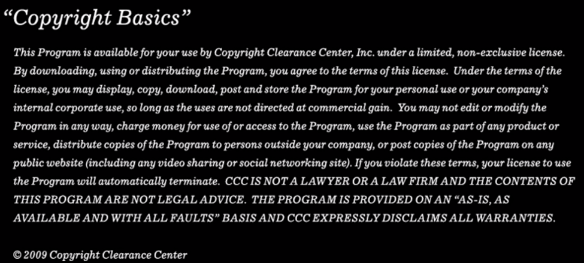 “Copyright Basics”
This Program is available for your use by Copyright Clearance Center, Inc. under a limited, non-exclusive license.
By downloading, using or distributing the Program, you agree to the terms of this license. Under the terms of the
license, you may display, copy, download, post and store the Program for your personal use or your company’s
internal corporate use, so long as the uses are not directed at commercial gain. You may not edit or modify the
Program in any way, charge money for use of or access to the Program, use the Program as part of any product or
service, distribute copies of the Program to persons outside your company, or post copies of the Program on any
public website (including any video sharing or social networking site). If you violate these terms, your license to use
the Program will automatically terminate. CCC IS NOT A LAWYER OR A LAW FIRM AND THE CONTENTS OF
THIS PROGRAM ARE NOT LEGAL ADVICE. THE PROGRAM IS PROVIDED ON AN “AS-IS, AS
AVAILABLE AND WITH ALL FAULTS” BASIS AND CCC EXPRESSLY DISCLAIMS ALL WARRANTIES.
© 2009 Copyright Clearance Center